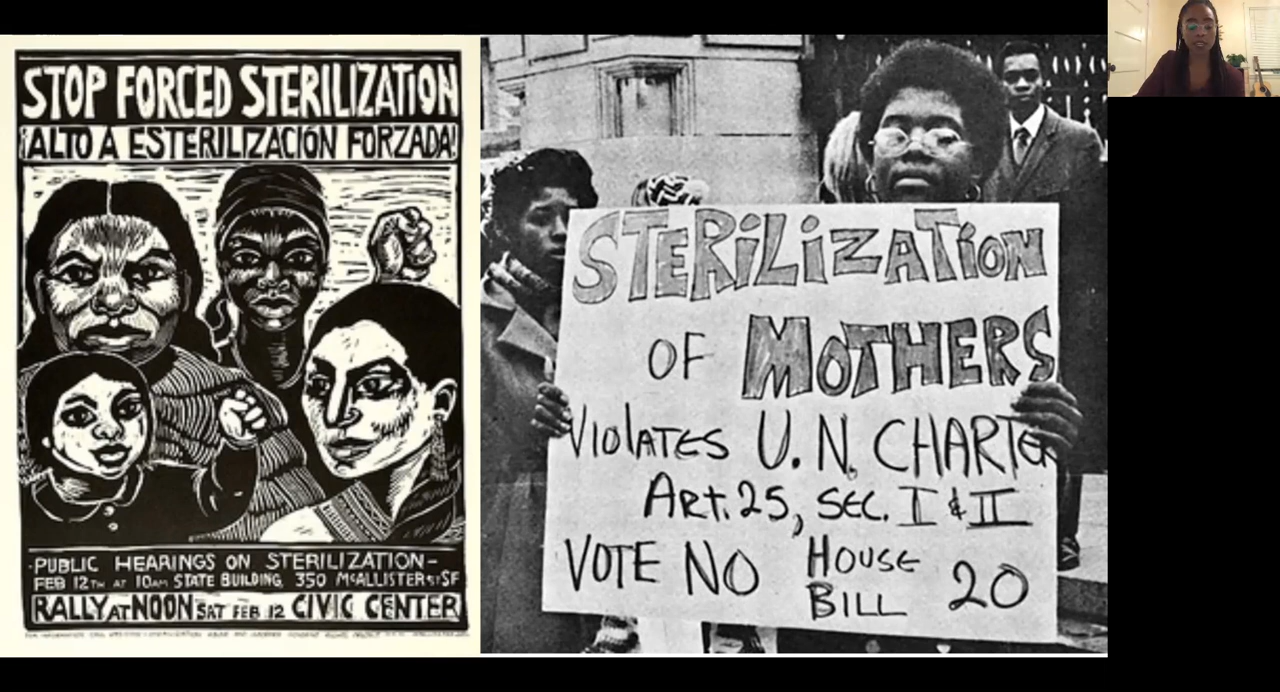 STOP FORCED STERILIZATION
¡ALTO A ESTERILIZACIÓN FORZADA!
-PUBLIC HEARINGS ON STERILIZATION-
FEB 12TH AT 10AM STATE BUILDING, 350 MCALLISTER ST SF
RALLY AT NOON SAT FEB 12 CIVIC CENTER
STERiLiZATiON
OF MOTHERS
ViOlATES U.N. CHARTER
ART. 25, SEC. I & II
VOTE NO HOUSE
BILL 20